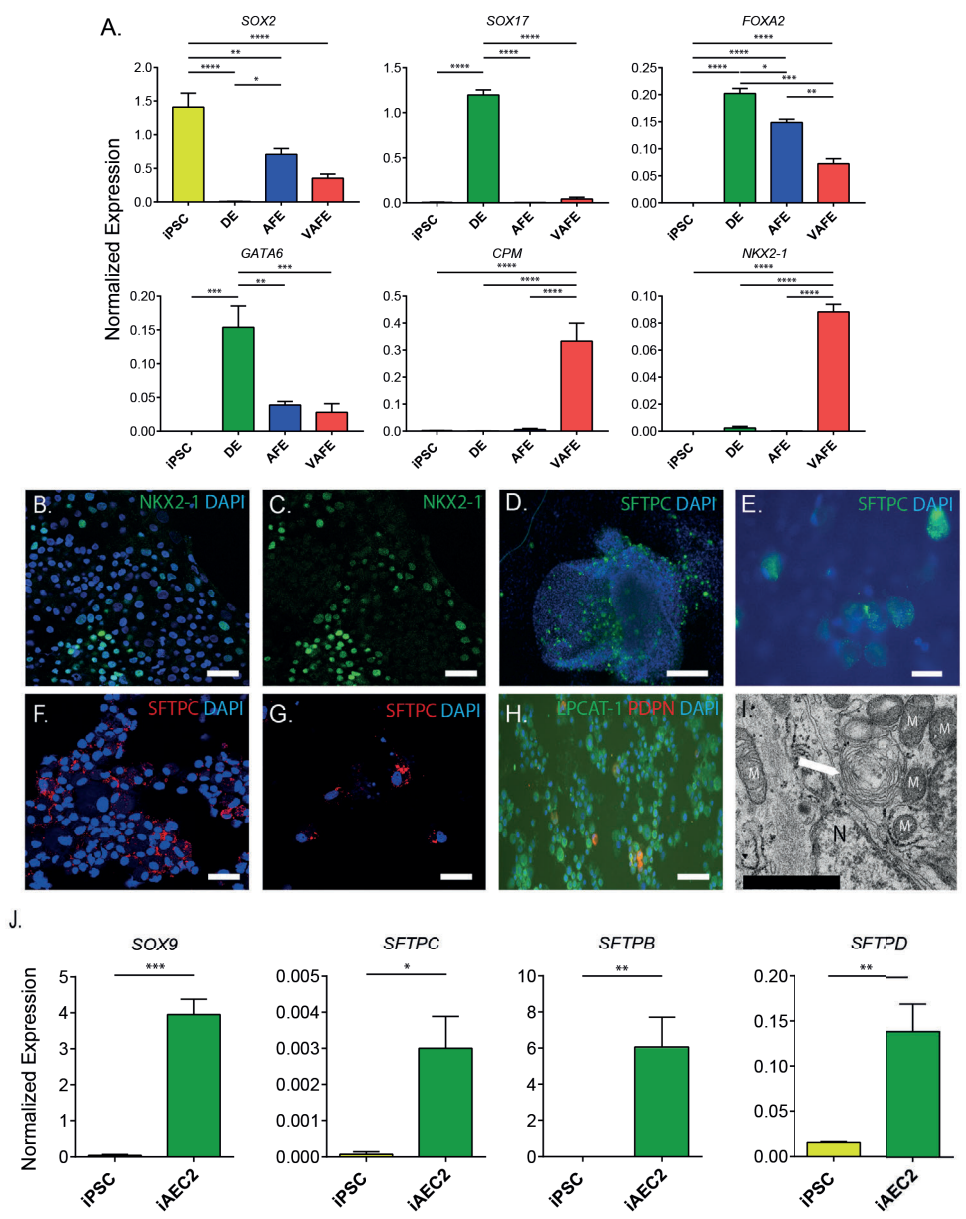 A.
SOX2
SOX17
FOXA2
Normalized Expression
****
**
****
*
2.0
1.5
1.0
0.5
0.0
iPSC
DE
AFE
VAFE
****
****
****
1.5
1.0
0.5
0.0
iPSC
DE
AFE
VAFE
****
****
****
*
***
**
0.25
0.20
0.15
0.10
0.05
0.00
iPSC
DE
AFE
VAFE
GATA6
CPM
NKX2-1
***
***
**
0.20
0.15
0.10
0.05
0.00
iPSC
DE
AFE
VAFE
****
****
****
0.5
0.4
0.3
0.2
0.1
0.0
iPSC
DE
AFE
VAFE
****
****
****
0.10
0.08
0.06
0.04
0.02
0.00
iPSC
DE
AFE
VAFE
B.
NKX2-1 DAPI
C.
NKX2-1
D.
SFTPC DAPI
E.
SFTPC DAPI
F.
SFTPC DAPI
G.
SFTPC DAPI
H.
LPCAT-1 PDPN DAPI
I.
M
M
M
M
M
N
J.
SOX9
SFTPC
SFTPB
SFTPD
Normalized Expression
***
5
4
3
2
1
0
iPSC
iAEC2
*
0.005
0.004
0.003
0.002
0.001
0.000
iPSC
iAEC2
**
10
8
6
4
2
0
iPSC
iAEC2
**
0.20
0.15
0.10
0.05
0.00
iPSC
iAEC2